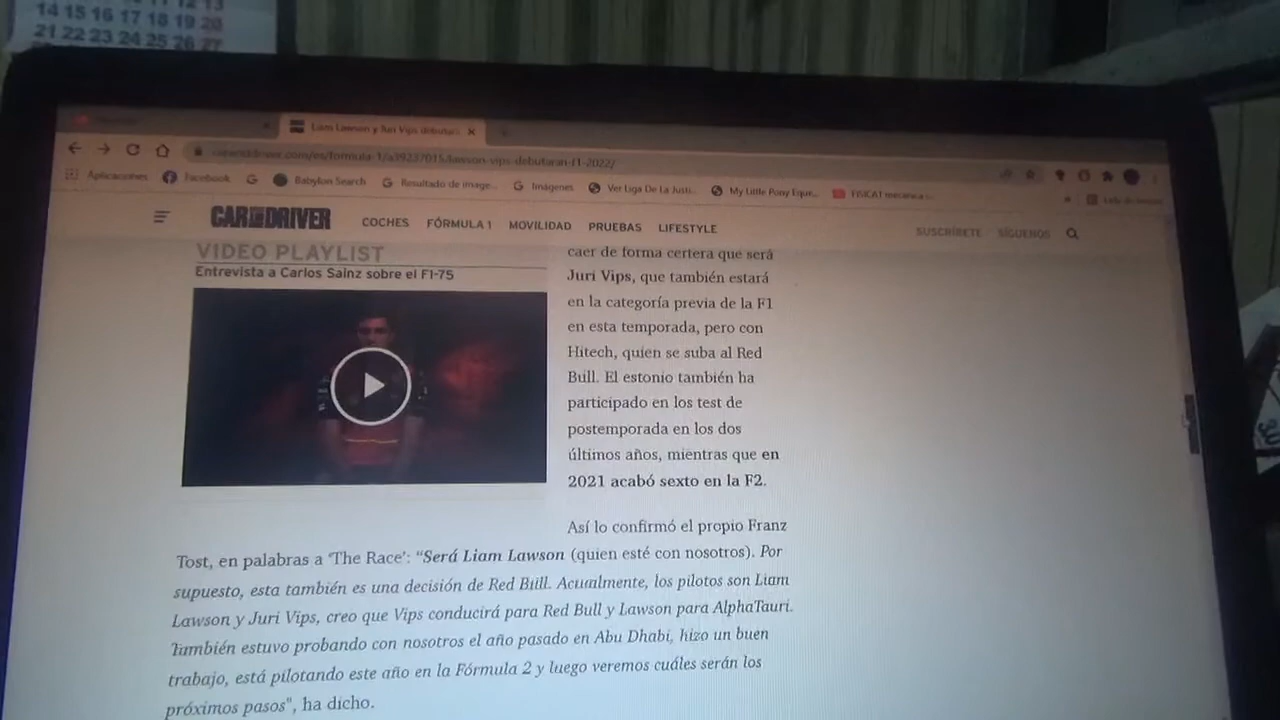 14 15 16 17 18 19 20
21 22 23 24 25 26 27
Liam Lawson y Juri Vips debuta
formula-1/a39237015/lawson-vips-debutaran-f1-2022/
Aplicaciones Facebook Babylon Search Resultado de image... Imágenes Ver Liga De La Justi... My Little Pony Eque... FISICAT mecanica
CAR AND DRIVER COCHES FÓRMULA 1 MOVILIDAD PRUEBAS LIFESTYLE SUSCRÍBETE SÍGUENOS
VIDEO PLAYLIST
Entrevista a Carlos Sainz sobre el F1-75
caer de forma certera que será
Juri Vips, que también estará
en la categoría previa de la F1
en esta temporada, pero con
Hitech, quien se suba al Red
Bull. El estonio también ha
participado en los test de
postemporada en los dos
últimos años, mientras que en
2021 acabó sexto en la F2.
Así lo confirmó el propio Franz
Tost, en palabras a 'The Race': "Será Liam Lawson (quien esté con nosotros). Por
supuesto, esta también es una decisión de Red Bull. Actualmente, los pilotos son Liam
Lawson y Juri Vips, creo que Vips conducirá para Red Bull y Lawson para AlphaTauri.
También estuvo probando con nosotros el año pasado en Abu Dhabi, hizo un buen
trabajo, está pilotando este año en la Fórmula 2 y luego veremos cuáles serán los
próximos pasos", ha dicho.